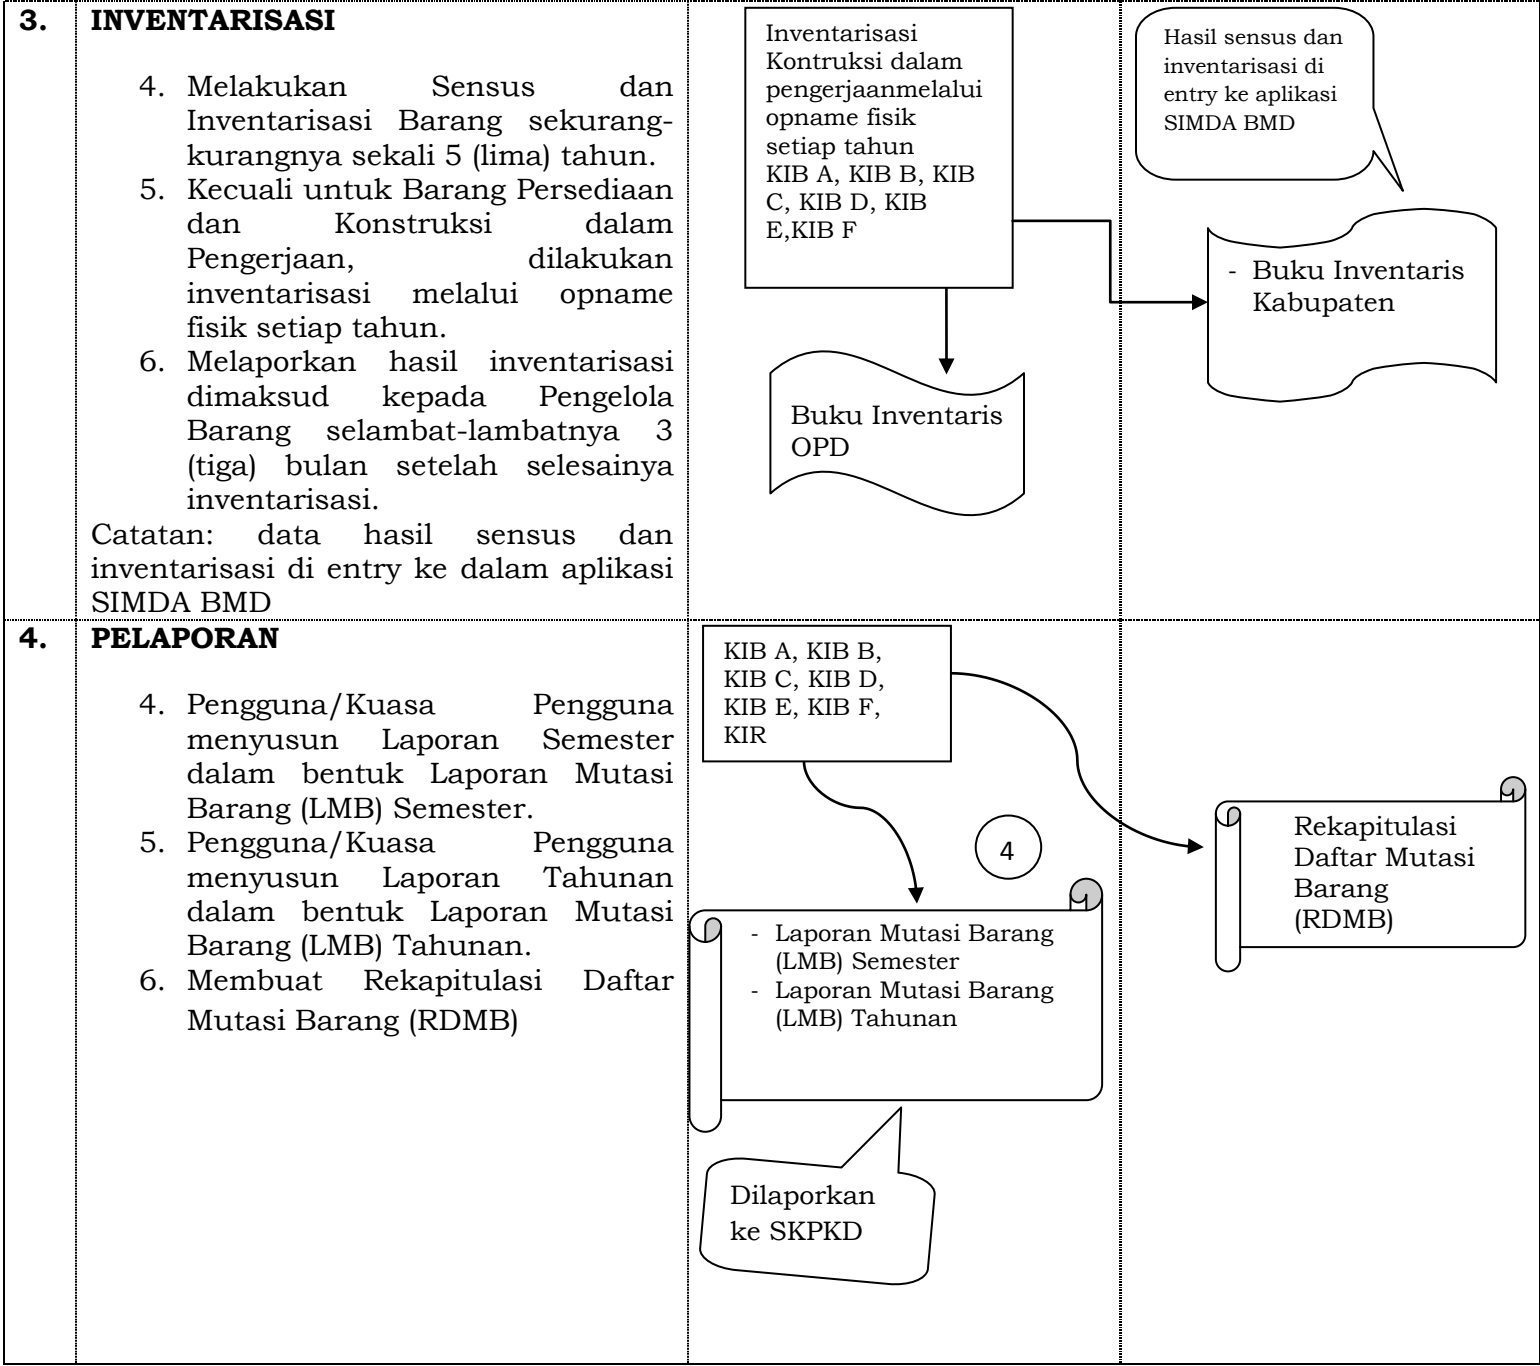 3.
INVENTARISASI
4. Melakukan Sensus dan
Inventarisasi Barang sekurang-
kurangnya sekali 5 (lima) tahun.
5. Kecuali untuk Barang Persediaan
dan Konstruksi dalam
Pengerjaan, dilakukan
inventarisasi melalui opname
fisik setiap tahun.
6. Melaporkan hasil inventarisasi
dimaksud kepada Pengelola
Barang selambat-lambatnya 3
(tiga) bulan setelah selesainya
inventarisasi.
Catatan: data hasil sensus dan
inventarisasi di entry ke dalam aplikasi
SIMDA BMD
Inventarisasi
Kontruksi dalam
pengerjaanmelalui
opname fisik
setiap tahun
KIB A, KIB B, KIB
C, KIB D, KIB
E,KIB F
Buku Inventaris
OPD
Hasil sensus dan
inventarisasi di
entry ke aplikasi
SIMDA BMD
- Buku Inventaris
Kabupaten
4.
PELAPORAN
4. Pengguna/Kuasa Pengguna
menyusun Laporan Semester
dalam bentuk Laporan Mutasi
Barang (LMB) Semester.
5. Pengguna/Kuasa Pengguna
menyusun Laporan Tahunan
dalam bentuk Laporan Mutasi
Barang (LMB) Tahunan.
6. Membuat Rekapitulasi Daftar
Mutasi Barang (RDMB)
KIB A, KIB B,
KIB C, KIB D,
KIB E, KIB F,
KIR
4
- Laporan Mutasi Barang
(LMB) Semester
- Laporan Mutasi Barang
(LMB) Tahunan
Dilaporkan
ke SKPKD
Rekapitulasi
Daftar Mutasi
Barang
(RDMB)